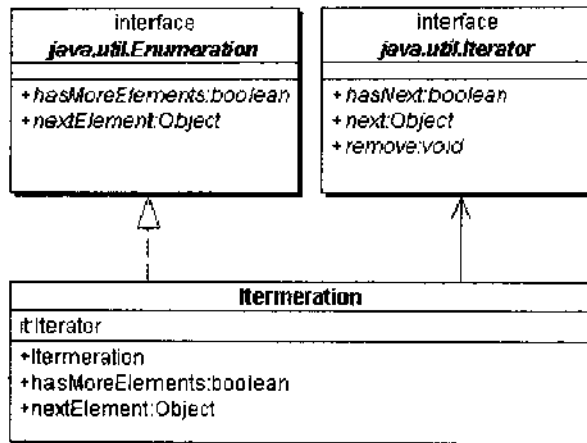 interface
java.util.Enumeration
+hasMoreElements:boolean
+nextElement:Object
interface
java.util.Iterator
+hasNext:boolean
+next:Object
+remove:void
Itermeration
it:Iterator
+Itermeration
+hasMoreElements:boolean
+nextElement:Object